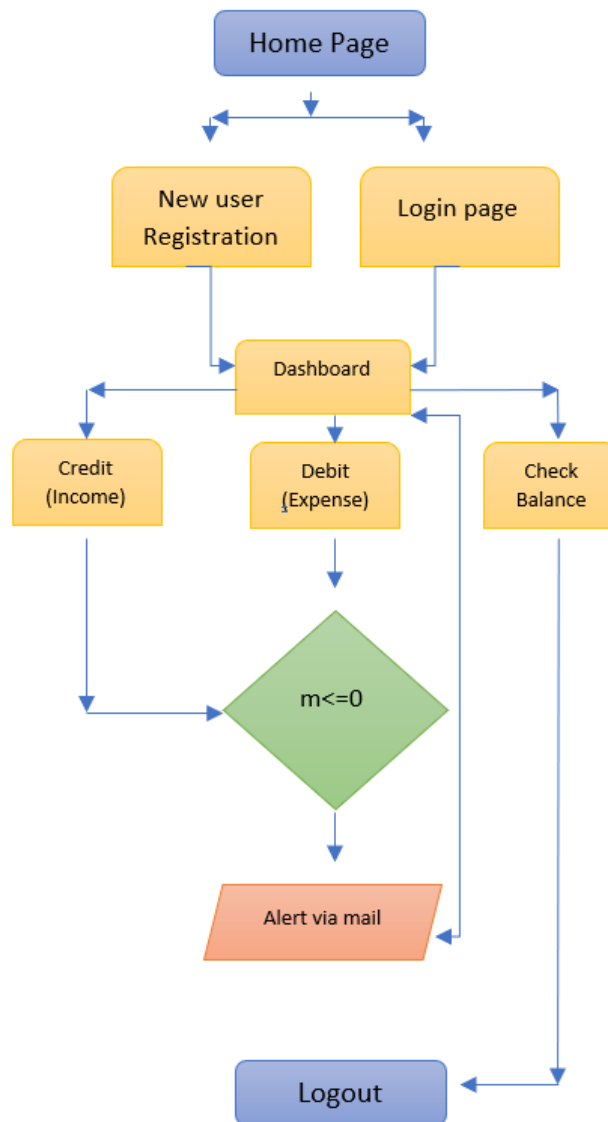 Home Page
New user
Registration
Login page
Dashboard
Credit
(Income)
Debit
(Expense)
Check
Balance
m<=0
Alert via mail
Logout